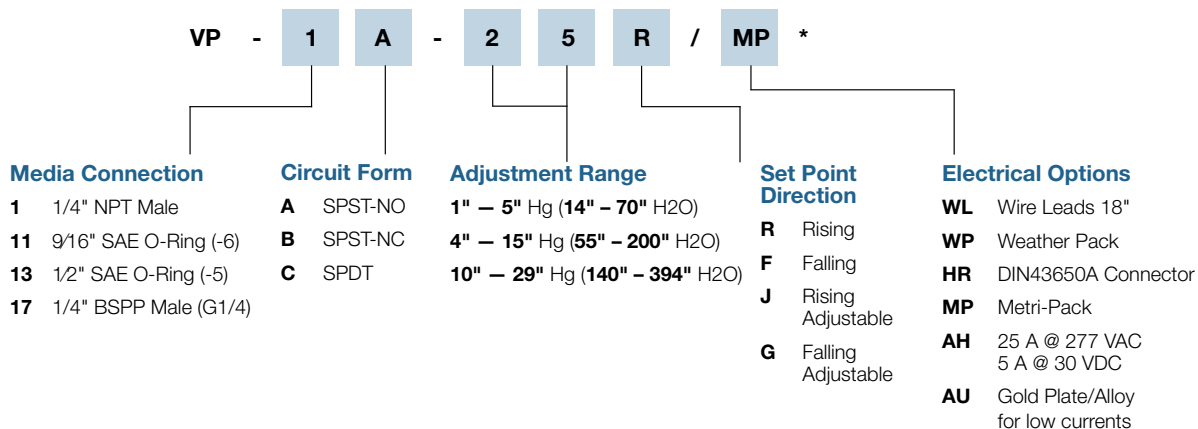 VP - 1 A - 2 5 R / MP *
Media Connection
1 1/4" NPT Male
11 9/16" SAE O-Ring (-6)
13 1/2" SAE O-Ring (-5)
17 1/4" BSPP Male (G1/4)
Circuit Form
A SPST-NO
B SPST-NC
C SPDT
Adjustment Range
1" — 5" Hg (14" – 70" H2O)
4" — 15" Hg (55" – 200" H2O)
10" — 29" Hg (140" – 394" H2O)
Set Point
Direction
R Rising
F Falling
J Rising
Adjustable
G Falling
Adjustable
Electrical Options
WL Wire Leads 18"
WP Weather Pack
HR DIN43650A Connector
MP Metri-Pack
AH 25 A @ 277 VAC
5 A @ 30 VDC
AU Gold Plate/Alloy
for low currents